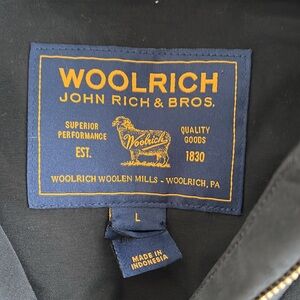 WOOLRICH
JOHN RICH & BROS.
SUPERIOR
PERFORMANCE
EST.
Woolrich
QUALITY
GOODS
1830
WOOLRICH WOOLEN MILLS - WOOLRICH, PA
L
MADE IN
INDONESIA